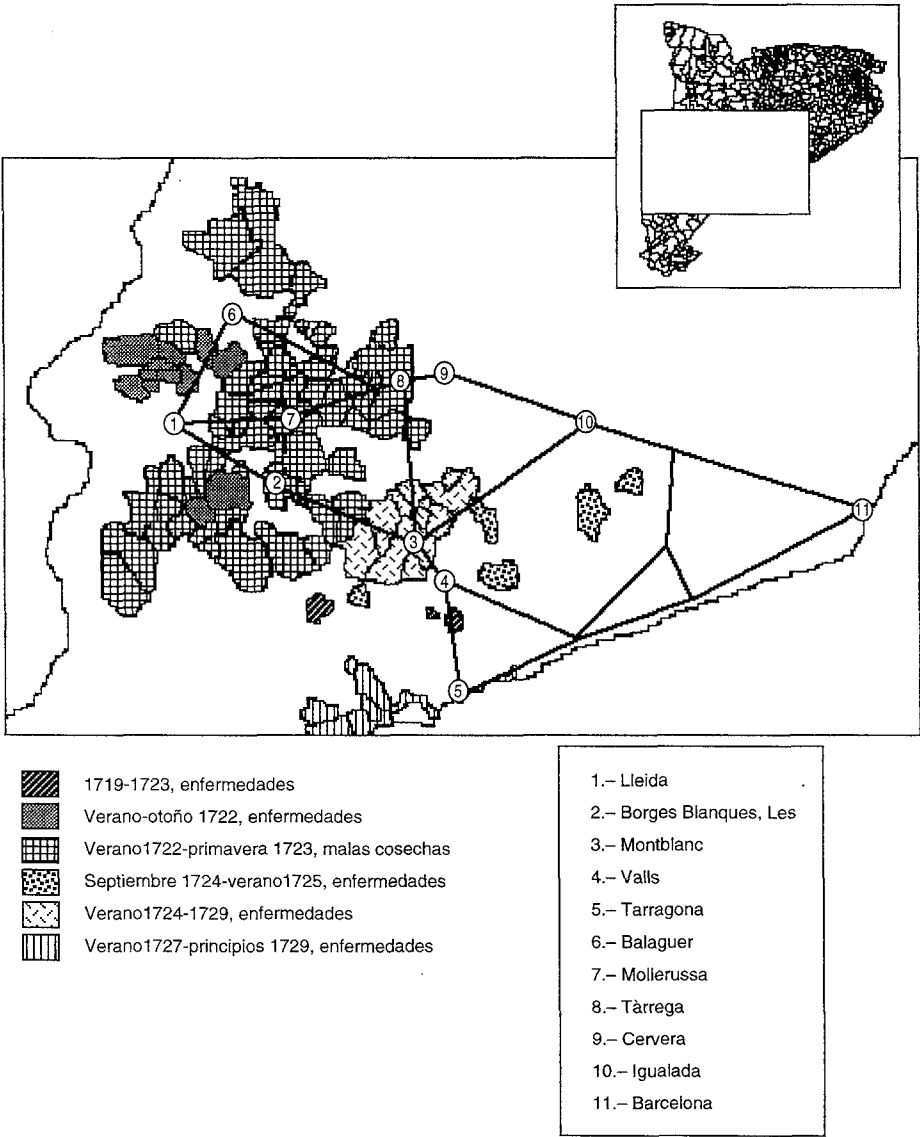 6
9
8
10
7
1
2
11
3
4
5
1719-1723, enfermedades
Verano-otoño 1722, enfermedades
Verano1722-primavera 1723, malas cosechas
Septiembre 1724-verano1725, enfermedades
Verano1724-1729, enfermedades
Verano1727-principios 1729, enfermedades
1.– Lleida
2.– Borges Blanques, Les
3.– Montblanc
4.– Valls
5.– Tarragona
6.– Balaguer
7.– Mollerussa
8.– Tàrrega
9.– Cervera
10.– Igualada
11.– Barcelona